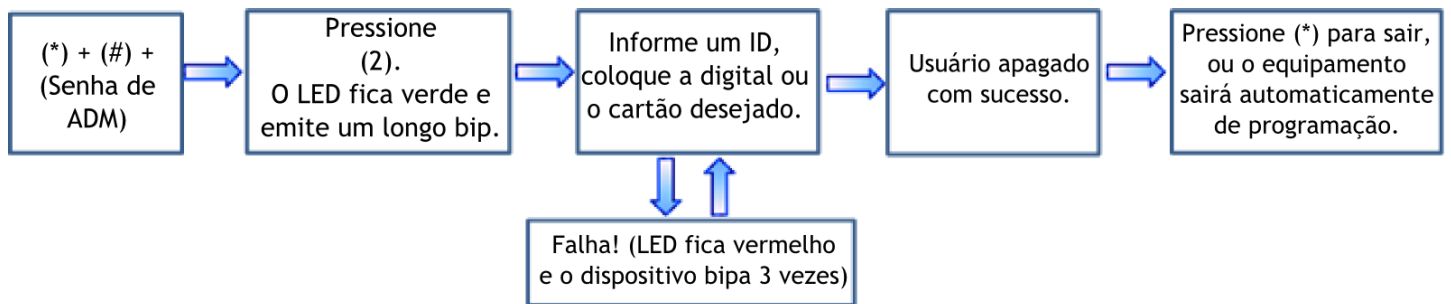 (*) + (#) +
(Senha de
ADM)
Pressione
(2).
O LED fica verde e
emite um longo bip.
Informe um ID,
coloque a digital ou
o cartão desejado.
Usuário apagado
com sucesso.
Pressione (*) para sair,
ou o equipamento
sairá automaticamente
de programação.
Falha! (LED fica vermelho
e o dispositivo bipa 3 vezes)